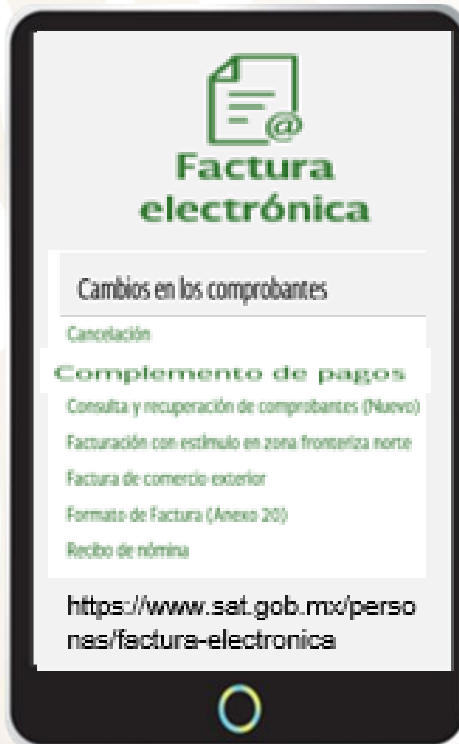 @
Factura
electrónica
Cambios en los comprobantes
Cancelación
Complemento de pagos
Consulta y recuperación de comprobantes (Nuevo)
Facturación con estímulo en zona fronteriza norte
Factura de comercio exterior
Formato de Factura (Anexo 20)
Recibo de nómina
https://www.sat.gob.mx/perso
nas/factura-electronica